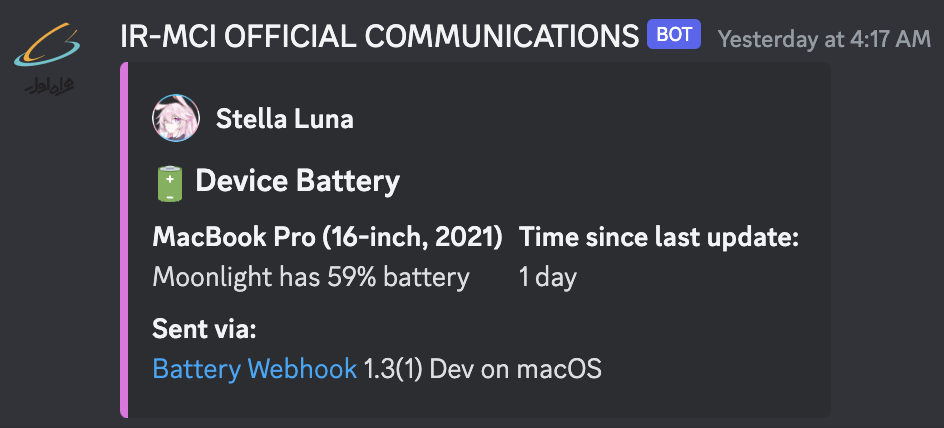 IR-MCI OFFICIAL COMMUNICATIONS BOT Yesterday at 4:17 AM
همراه اول
Stella Luna
Device Battery
MacBook Pro (16-inch, 2021) Time since last update:
Moonlight has 59% battery 1 day
Sent via:
Battery Webhook 1.3(1) Dev on macOS